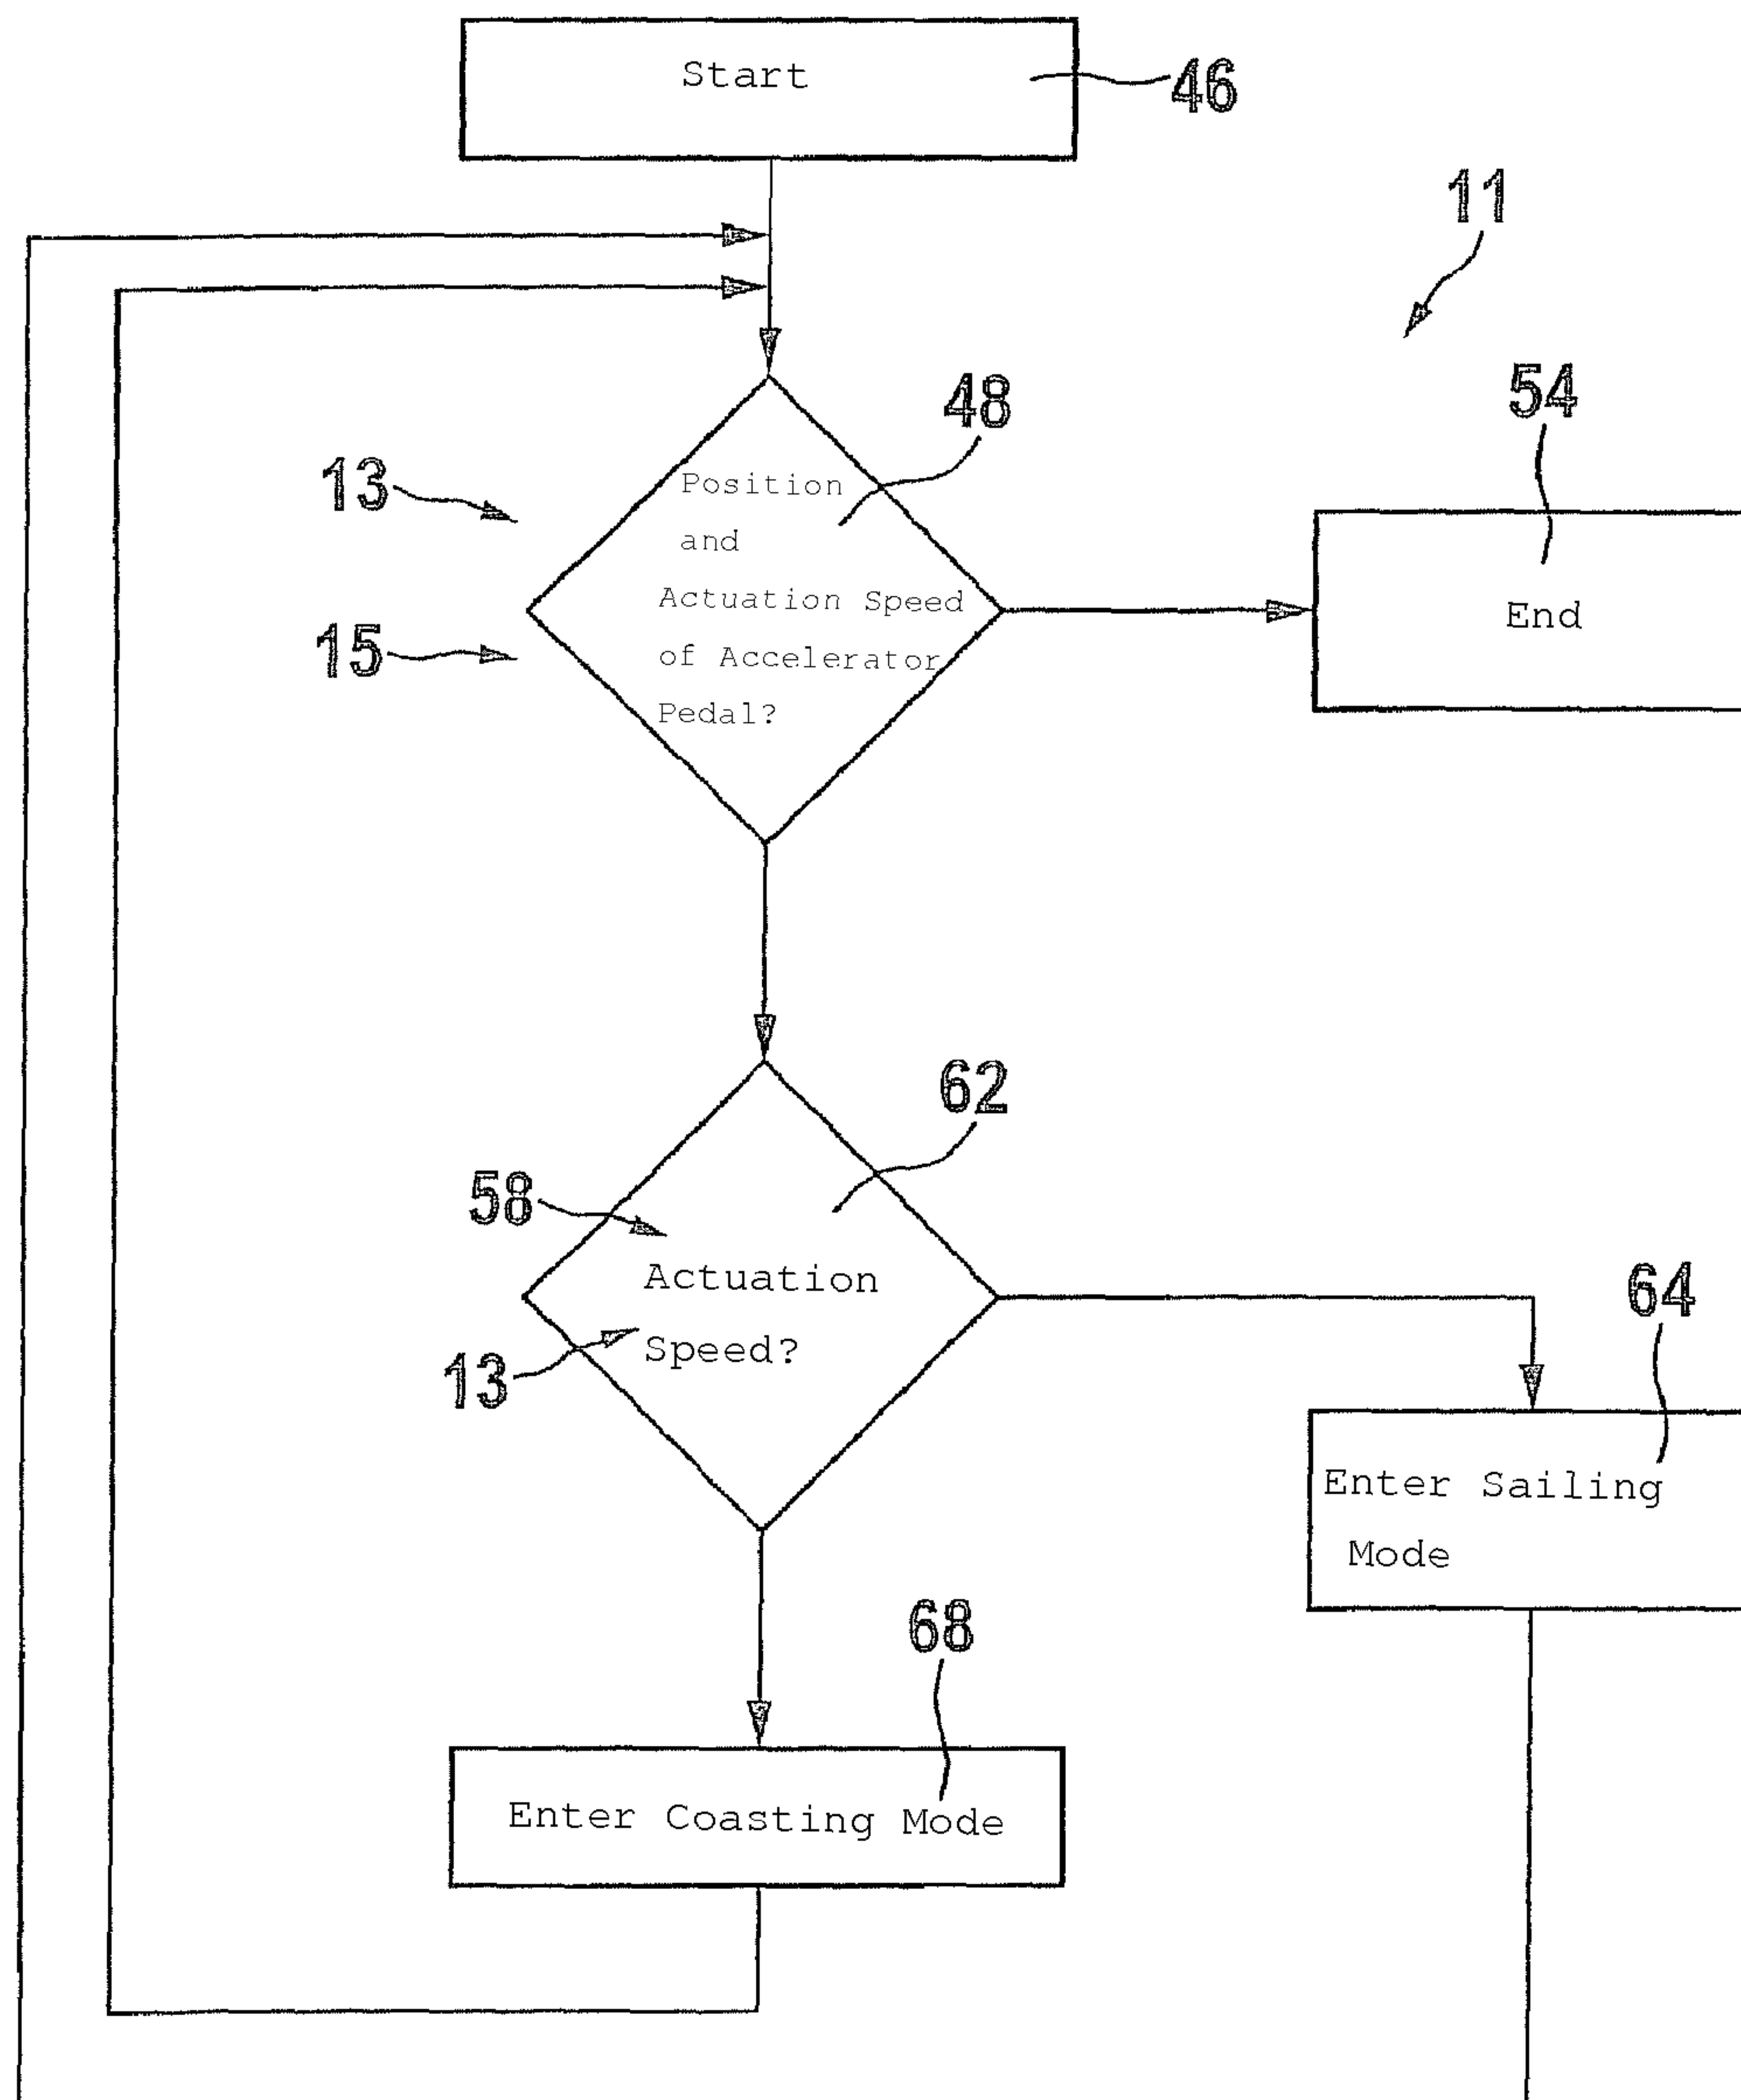 Start
46
11
48
54
13
Position
and
Actuation Speed
of Accelerator
Pedal?
15
End
62
58
Actuation
Speed?
13
64
Enter Sailing
Mode
68
Enter Coasting Mode